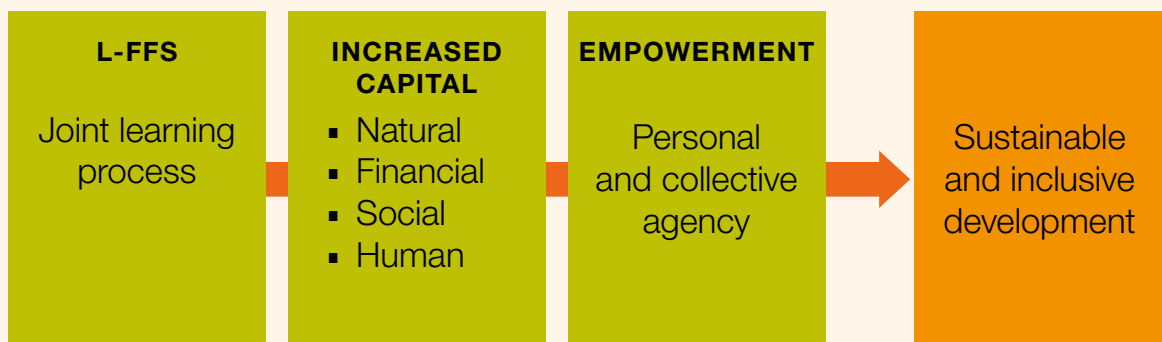 L-FFS
Joint learning
process
INCREASED
CAPITAL
▪ Natural
▪ Financial
▪ Social
▪ Human
EMPOWERMENT
Personal
and collective
agency
Sustainable
and inclusive
development